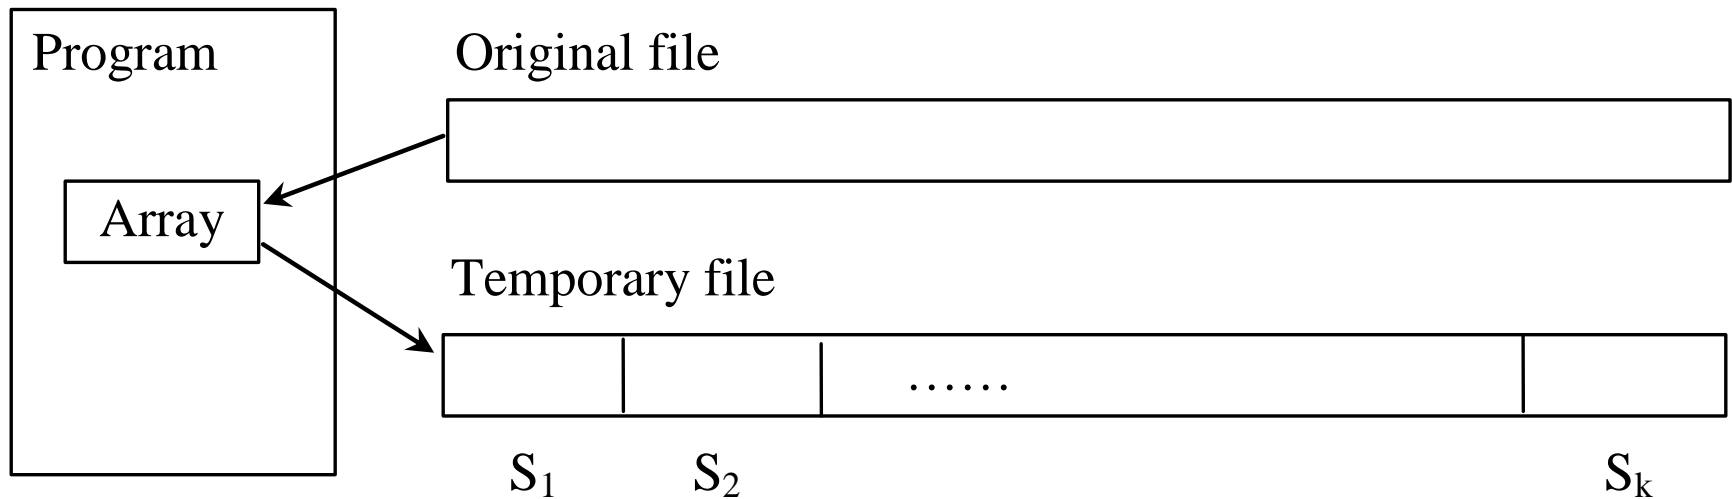 Program
Original file
Array
Temporary file
……
S₁ S₂ Sₖ